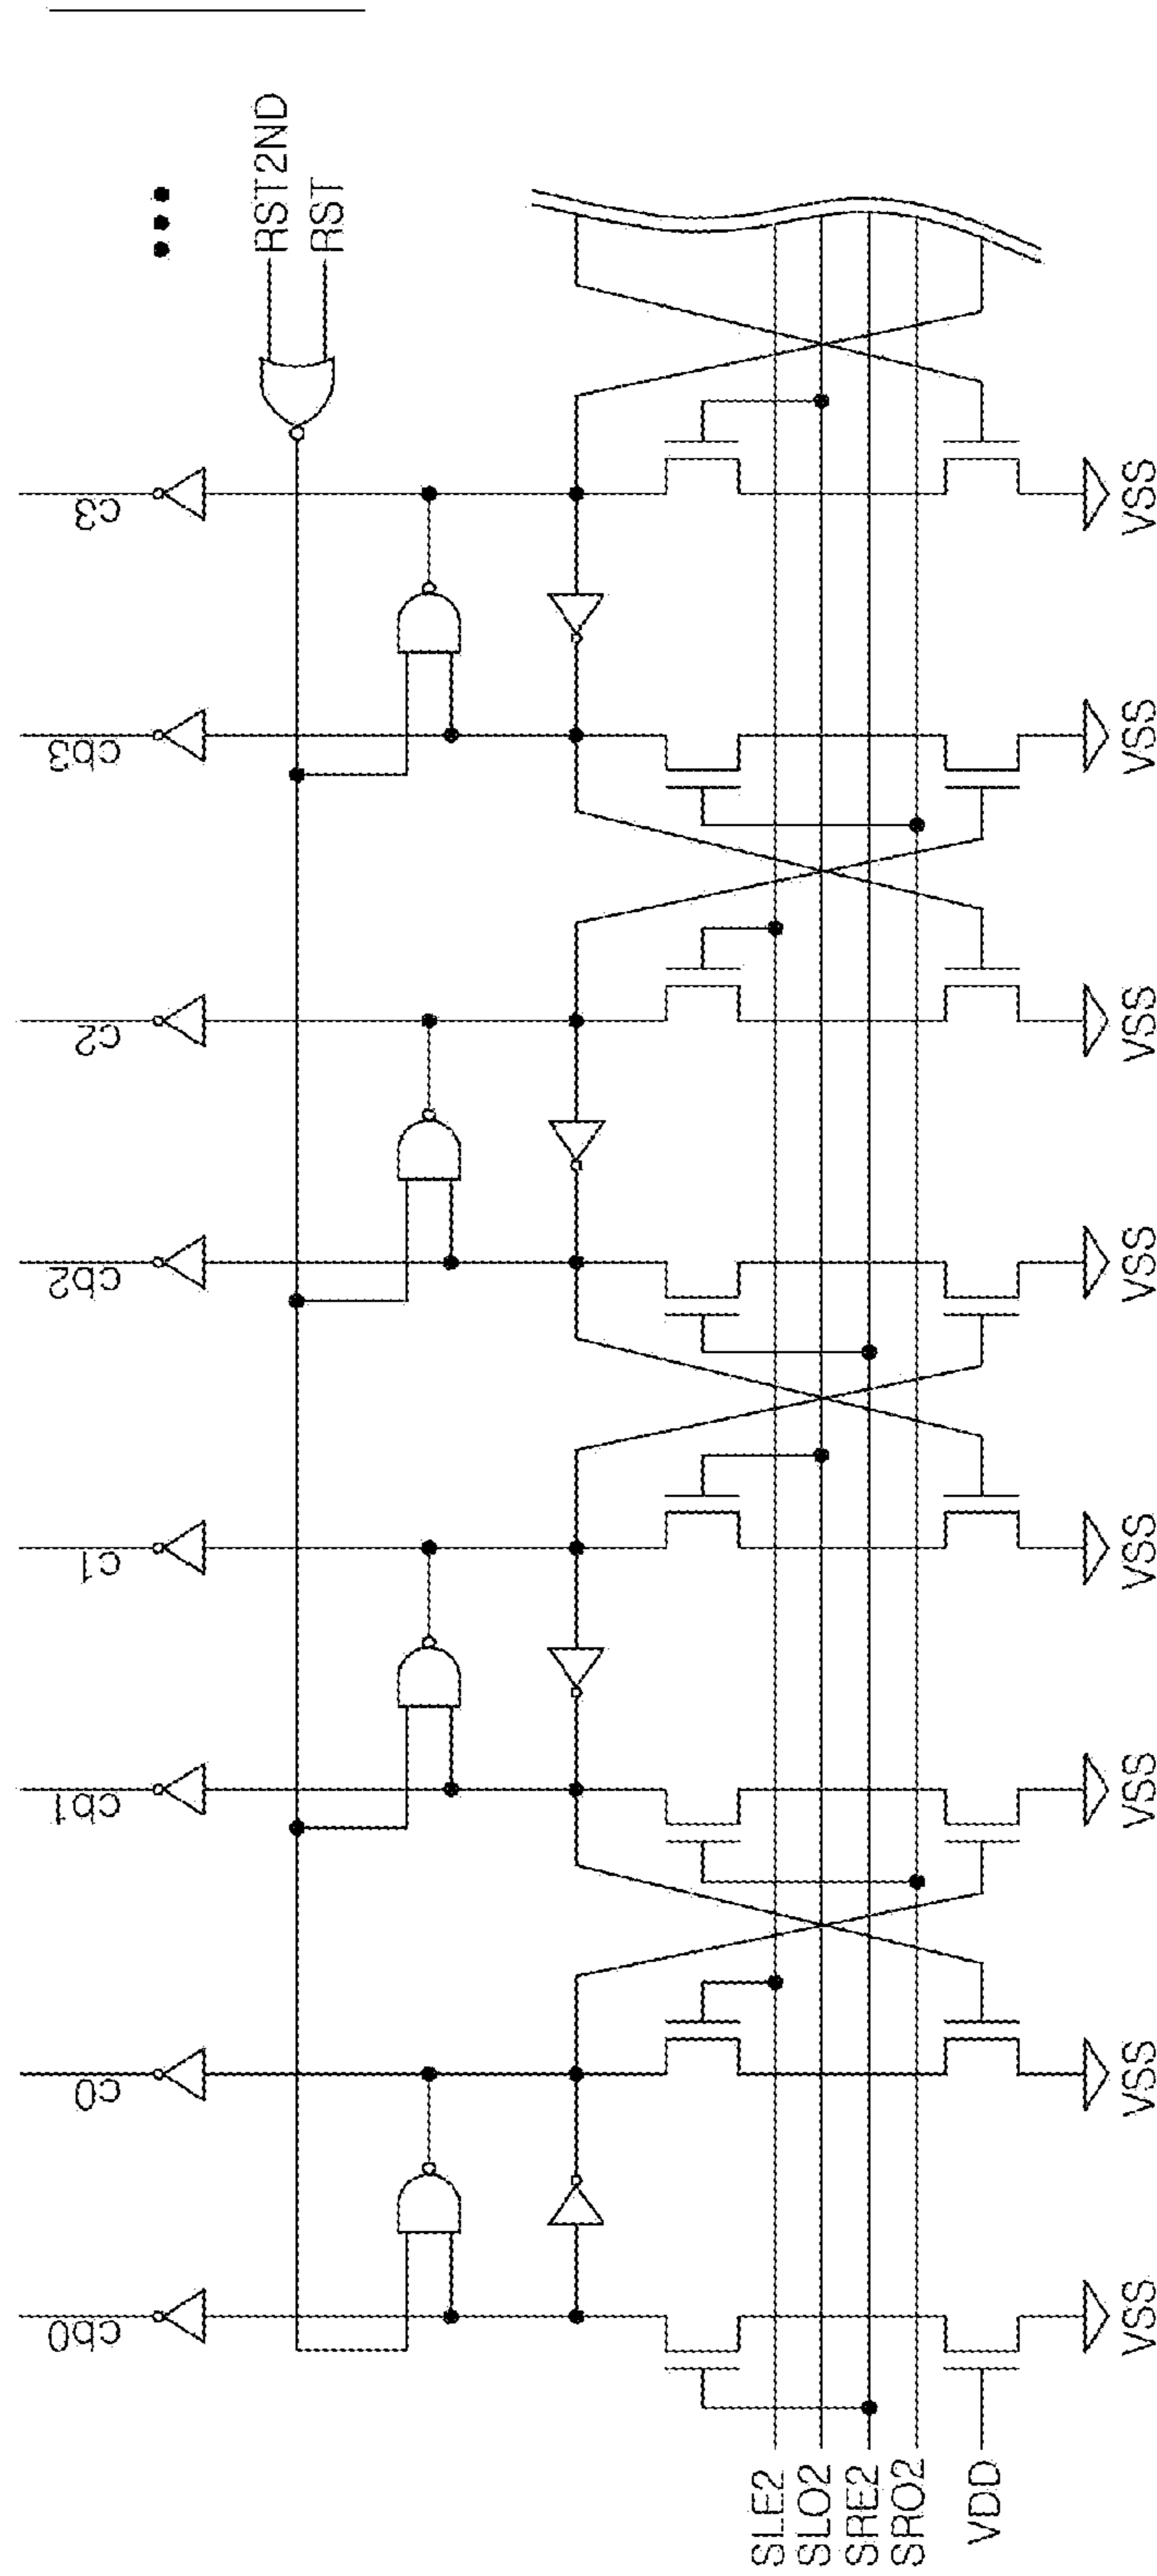 RST2ND
RST
c3
cb3
c2
cb2
c1
cb1
c0
cb0
VSS
VSS
VSS
VSS
VSS
VSS
VSS
VSS
SLE2
SLO2
SRE2
SRO2
VDD